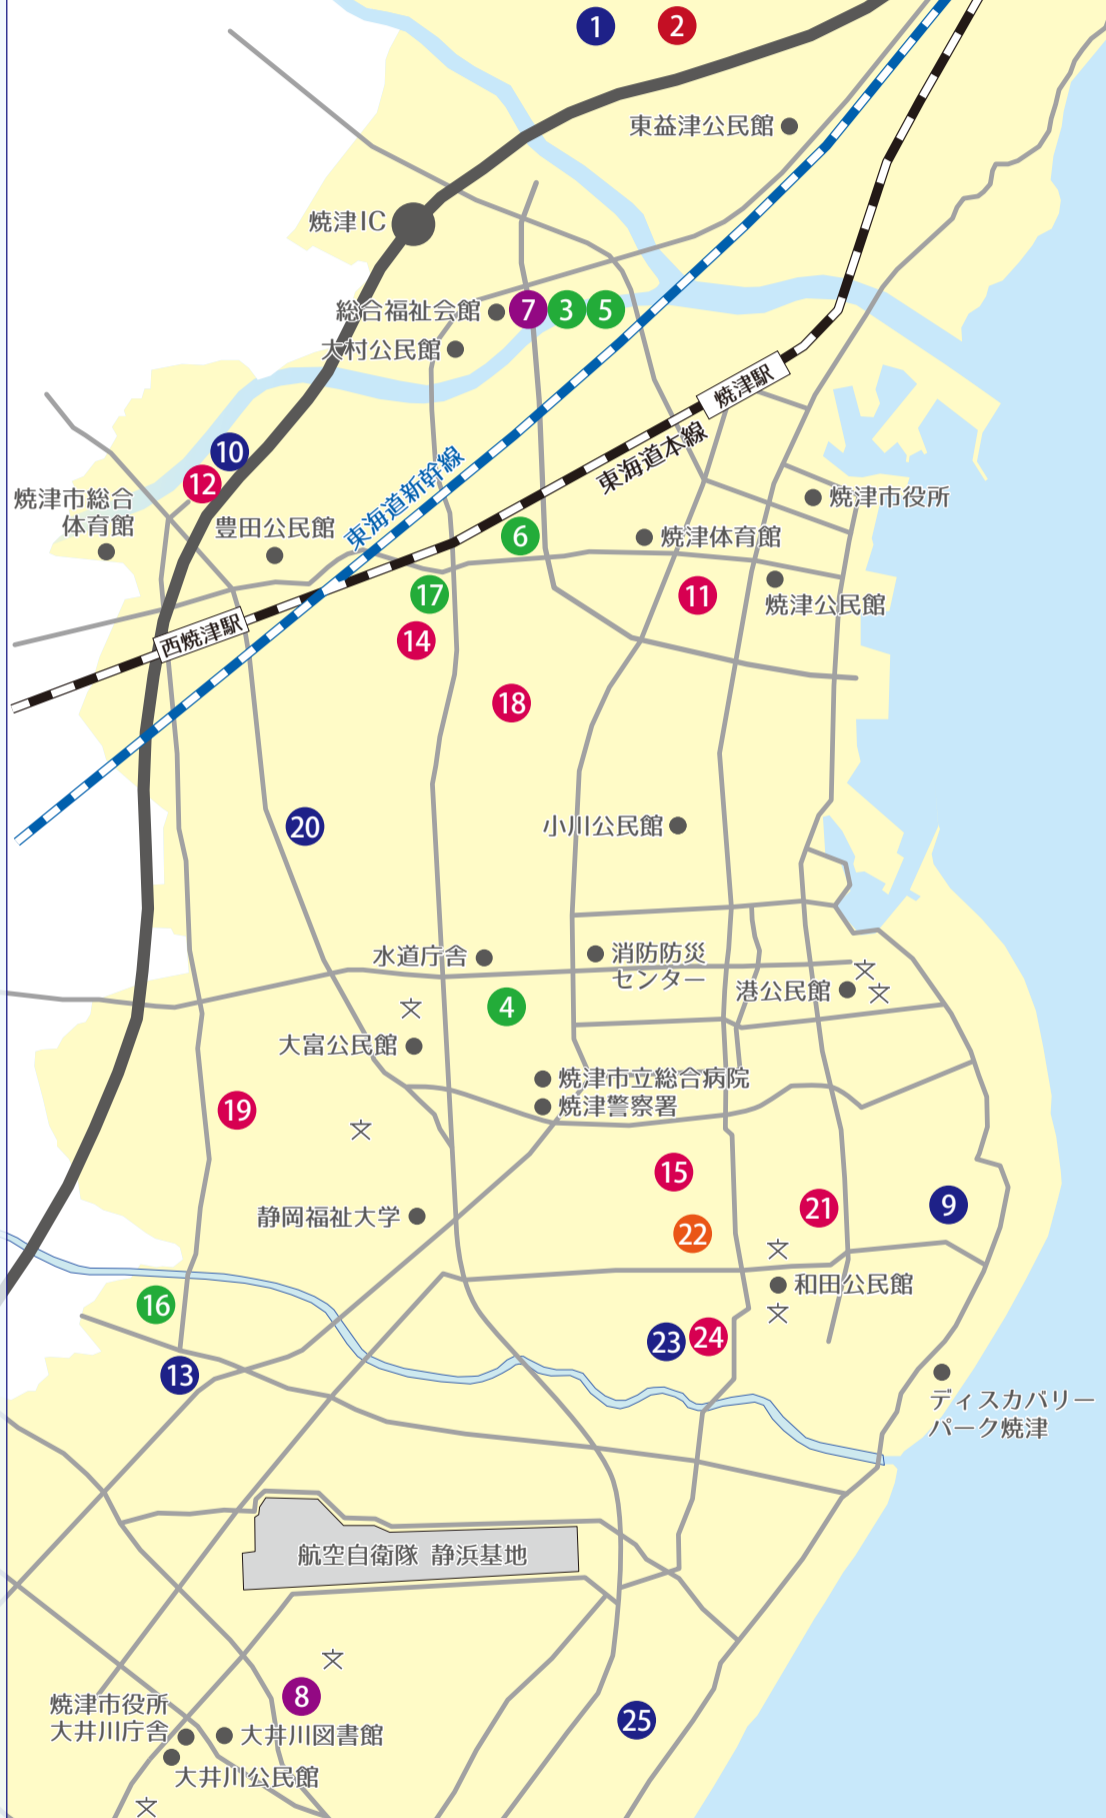 1
2
東益津公民館
焼津IC
総合福祉会館
7
3
5
大村公民館
焼津駅
東海道本線
東海道新幹線
10
12
焼津市総合
体育館
豊田公民館
焼津市役所
6
焼津体育館
17
11
焼津公民館
西焼津駅
14
18
20
小川公民館
水道庁舎
消防防災
センター
港公民館
4
大富公民館
焼津市立総合病院
焼津警察署
19
15
21
9
静岡福祉大学
22
和田公民館
16
23
24
13
ディスカバリー
パーク焼津
航空自衛隊 静浜基地
8
焼津市役所
大井川庁舎
大井川図書館
大井川公民館
25